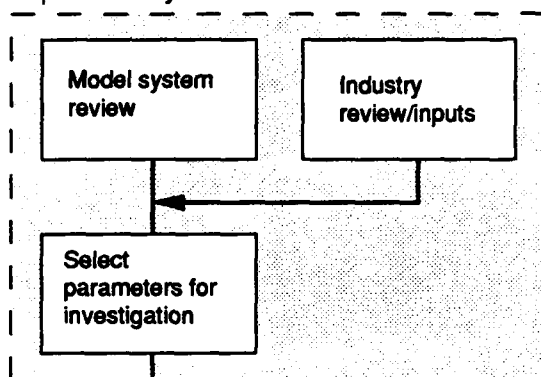 Model system
review
Industry
review/inputs
Select
parameters for
investigation